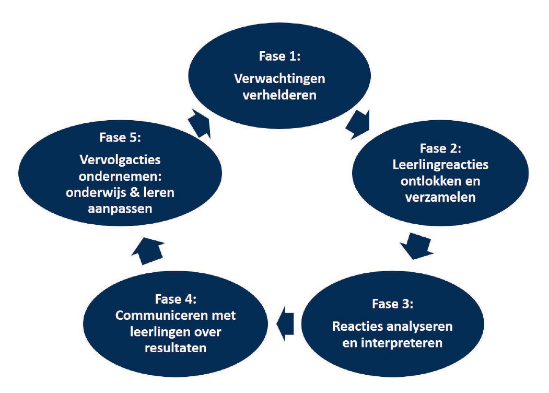 Fase 1:
Verwachtingen
verhelderen
Fase 2:
Leerlingreacties
ontlokken en
verzamelen
Fase 3:
Reacties analyseren
en interpreteren
Fase 4:
Communiceren met
leerlingen over
resultaten
Fase 5:
Vervolgacties
ondernemen:
onderwijs & leren
aanpassen